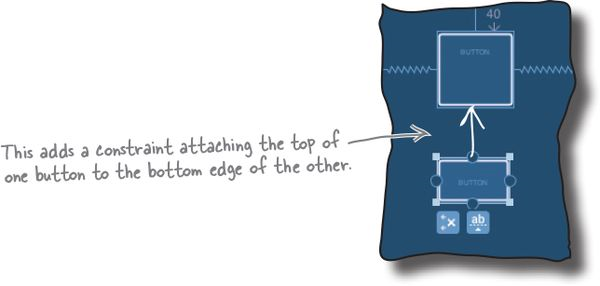 40
BUTTON
This adds a constraint attaching the top of
one button to the bottom edge of the other.
BUTTON
ab